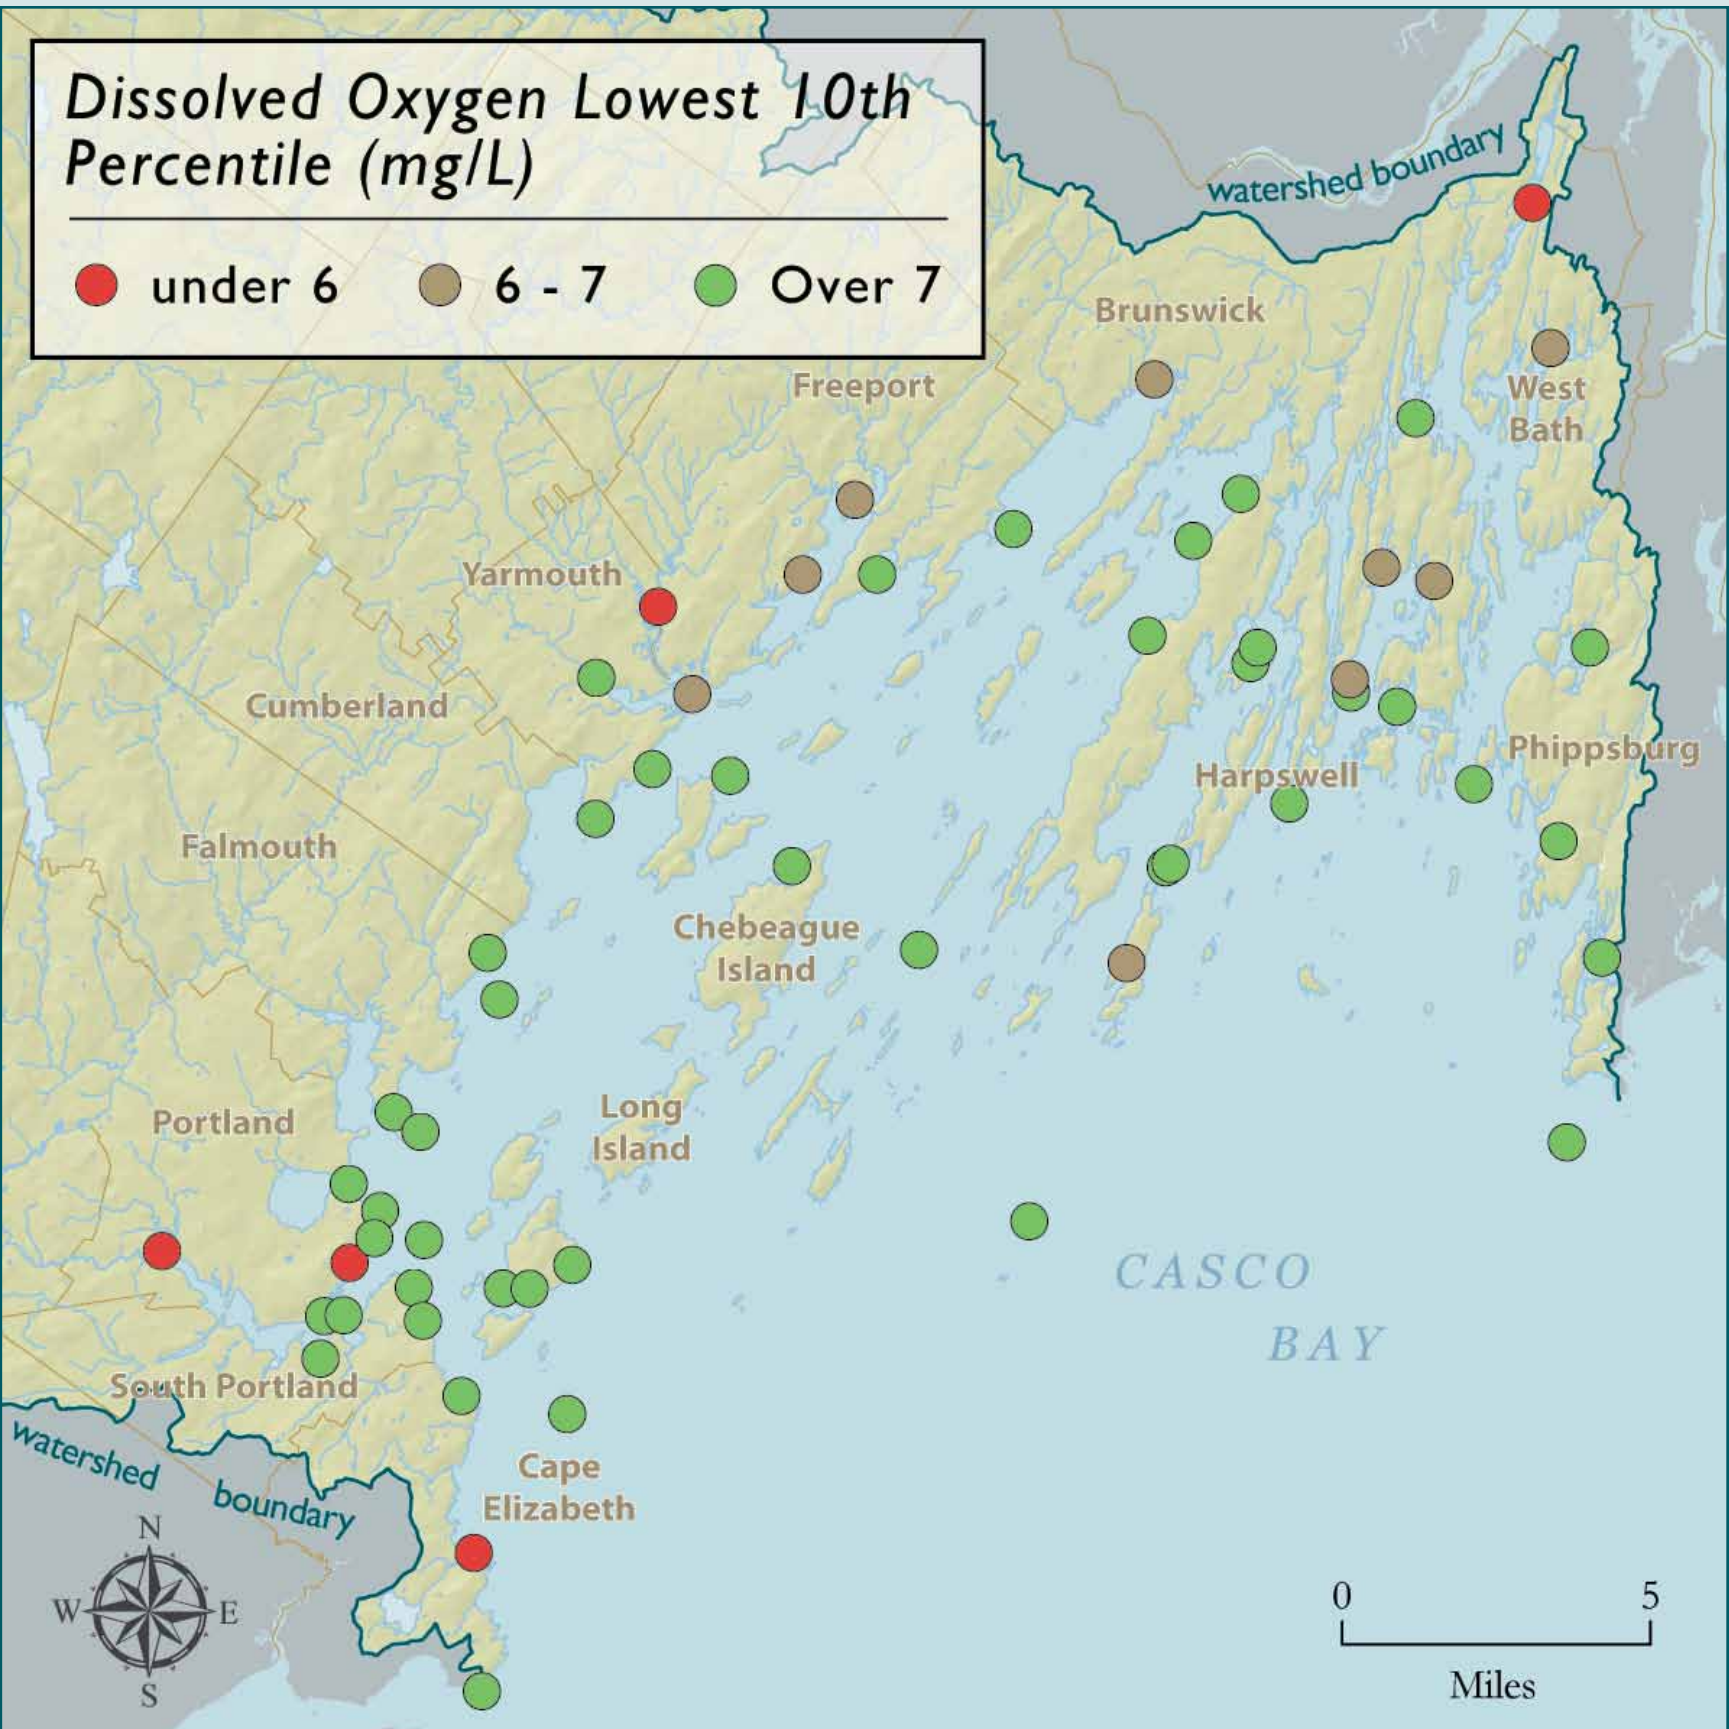 Dissolved Oxygen Lowest 10th
Percentile (mg/L)
under 6 6 - 7 Over 7
watershed boundary
Brunswick
Freeport
West
Bath
Yarmouth
Cumberland
Phippsburg
Harpswell
Falmouth
Chebeague
Island
Long
Island
Portland
CASCO
BAY
South Portland
watershed boundary
Cape
Elizabeth
N
W E
S
0 5
Miles